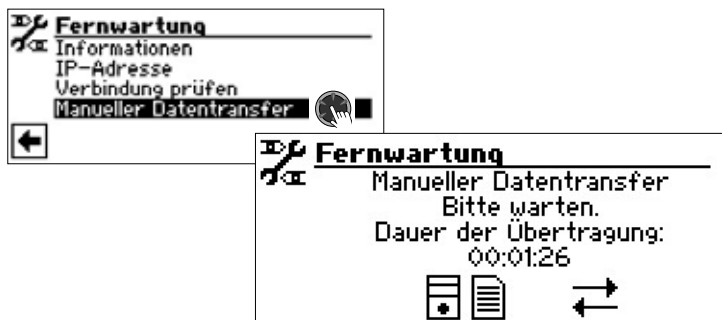 Fernwartung
Informationen
IP-Adresse
Verbindung prüfen
Manueller Datentransfer
Fernwartung
Manueller Datentransfer
Bitte warten.
Dauer der Übertragung:
00:01:26